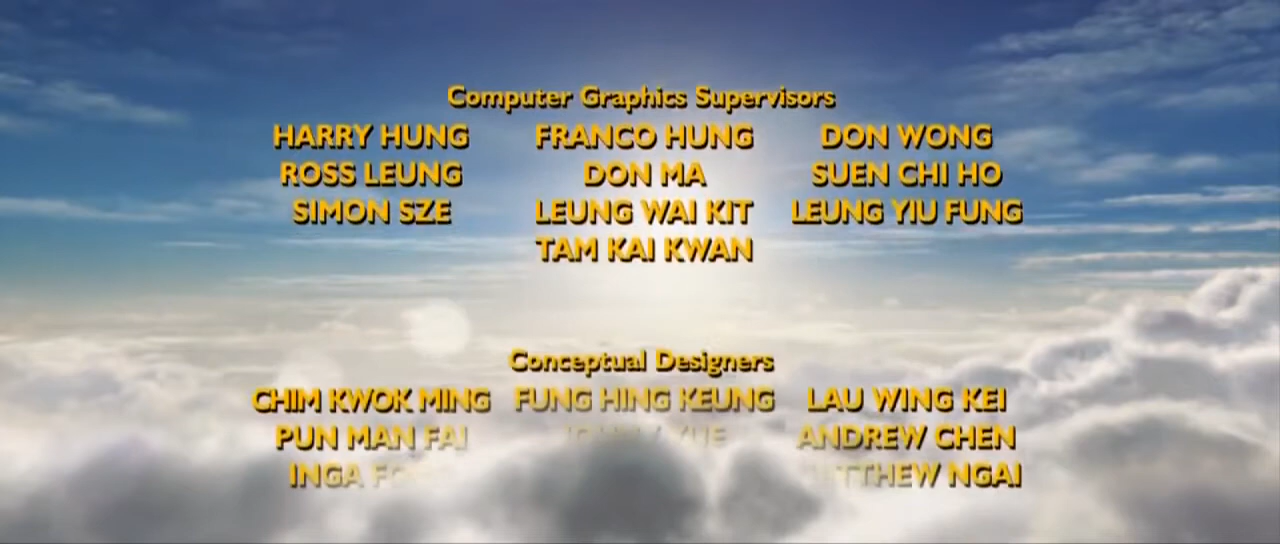 Computer Graphics Supervisors
HARRY HUNG FRANCO HUNG DON WONG
ROSS LEUNG DON MA SUEN CHI HO
SIMON SZE LEUNG WAI KIT LEUNG YIU FUNG
TAM KAI KWAN
Conceptual Designers
CHIM KWOK MING FUNG HING KEUNG LAU WING KEI
PUN MAN FAI YUE ANDREW CHEN
INGA NGAI